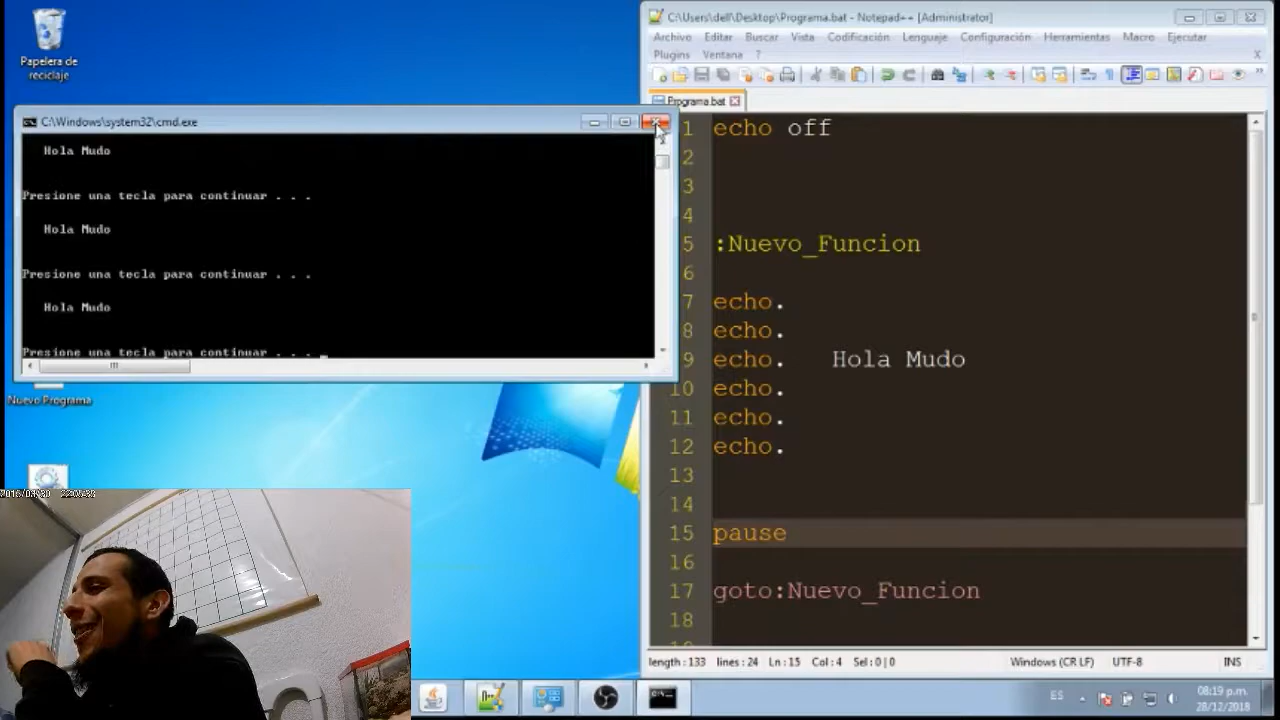 Papelera de
reciclaje
C:\Windows\system32\cmd.exe
Hola Mudo
Presione una tecla para continuar . . .
Hola Mudo
Presione una tecla para continuar . . .
Hola Mudo
Presione una tecla para continuar . . . _
Nuevo Programa
C:\Users\dell\Desktop\Programa.bat - Notepad++ [Administrator]
Archivo Editar Buscar Vista Codificación Lenguaje Configuración Herramientas Macro Ejecutar
Plugins Ventana ? X
Programa.bat
1 echo off
2
3
4
5 :Nuevo_Funcion
6
7 echo.
8 echo.
9 echo.   Hola Mudo
10 echo.
11 echo.
12 echo.
13
14
15 pause
16
17 goto:Nuevo_Funcion
18
length : 133 lines : 24 Ln : 15 Col : 4 Sel : 0 | 0 Windows (CR LF) UTF-8 INS
ES
08:19 p.m.
28/12/2018